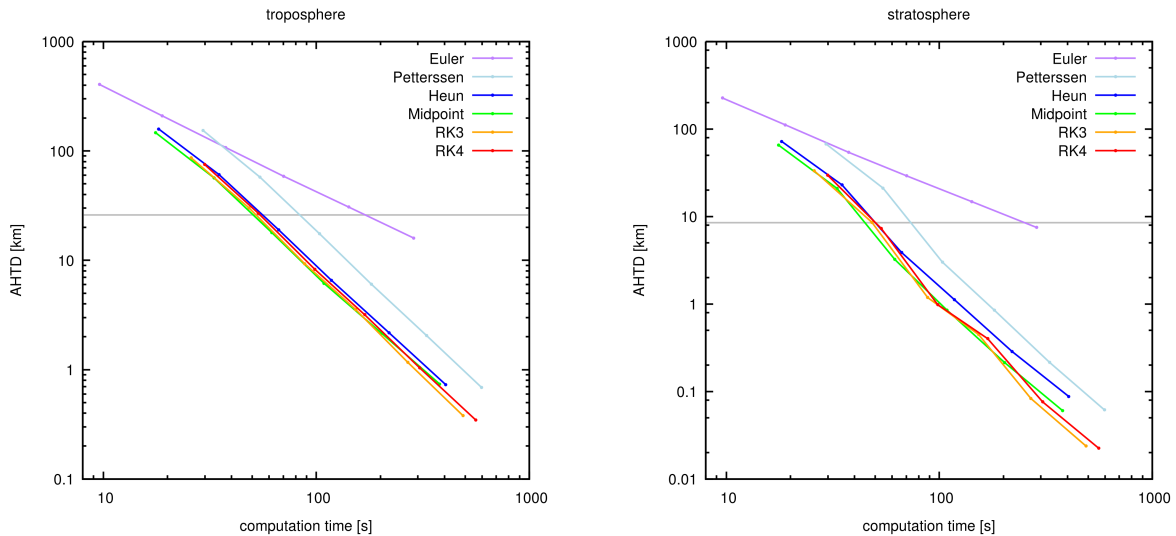 troposphere
1000
100
10
1
0.1
10
100
1000
AHTD [km]
computation time [s]
Euler
Petterssen
Heun
Midpoint
RK3
RK4
stratosphere
1000
100
10
1
0.1
0.01
10
100
1000
AHTD [km]
computation time [s]
Euler
Petterssen
Heun
Midpoint
RK3
RK4